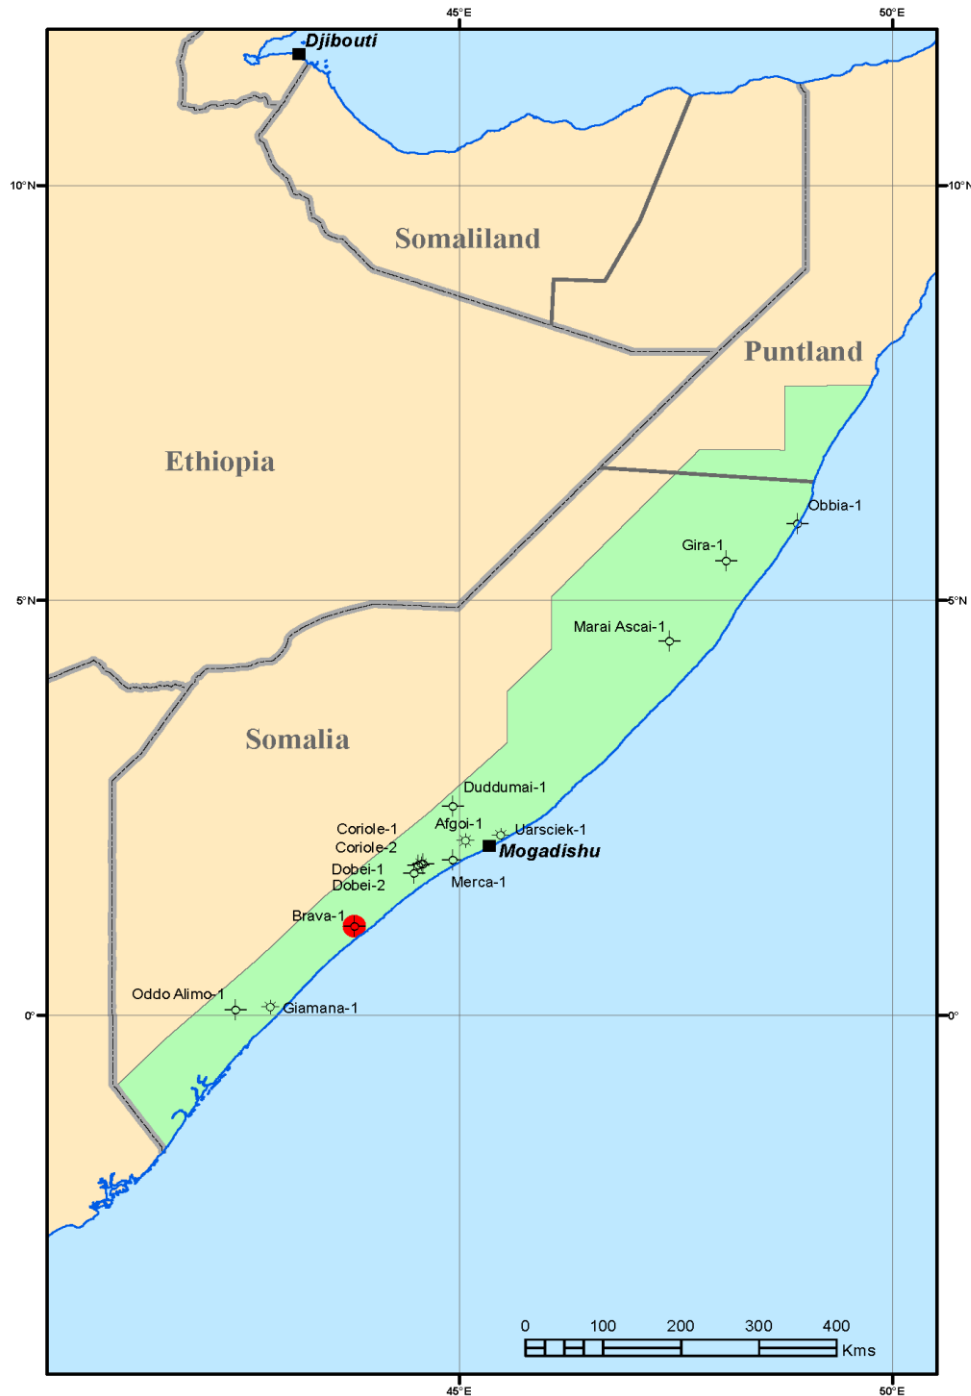 45°E
50°E
Djibouti
10°N
10°N
Somaliland
Puntland
Ethiopia
Obbia-1
Gira-1
5°N
5°N
Marai Ascai-1
Somalia
Duddumai-1
Afgoi-1
Coriole-1
Uarsciek-1
Coriole-2
Mogadishu
Dobei-1
Merca-1
Dobei-2
Brava-1
Oddo Alimo-1
Giamana-1
0°
0°
0 100 200 300 400
Kms
45°E
50°E